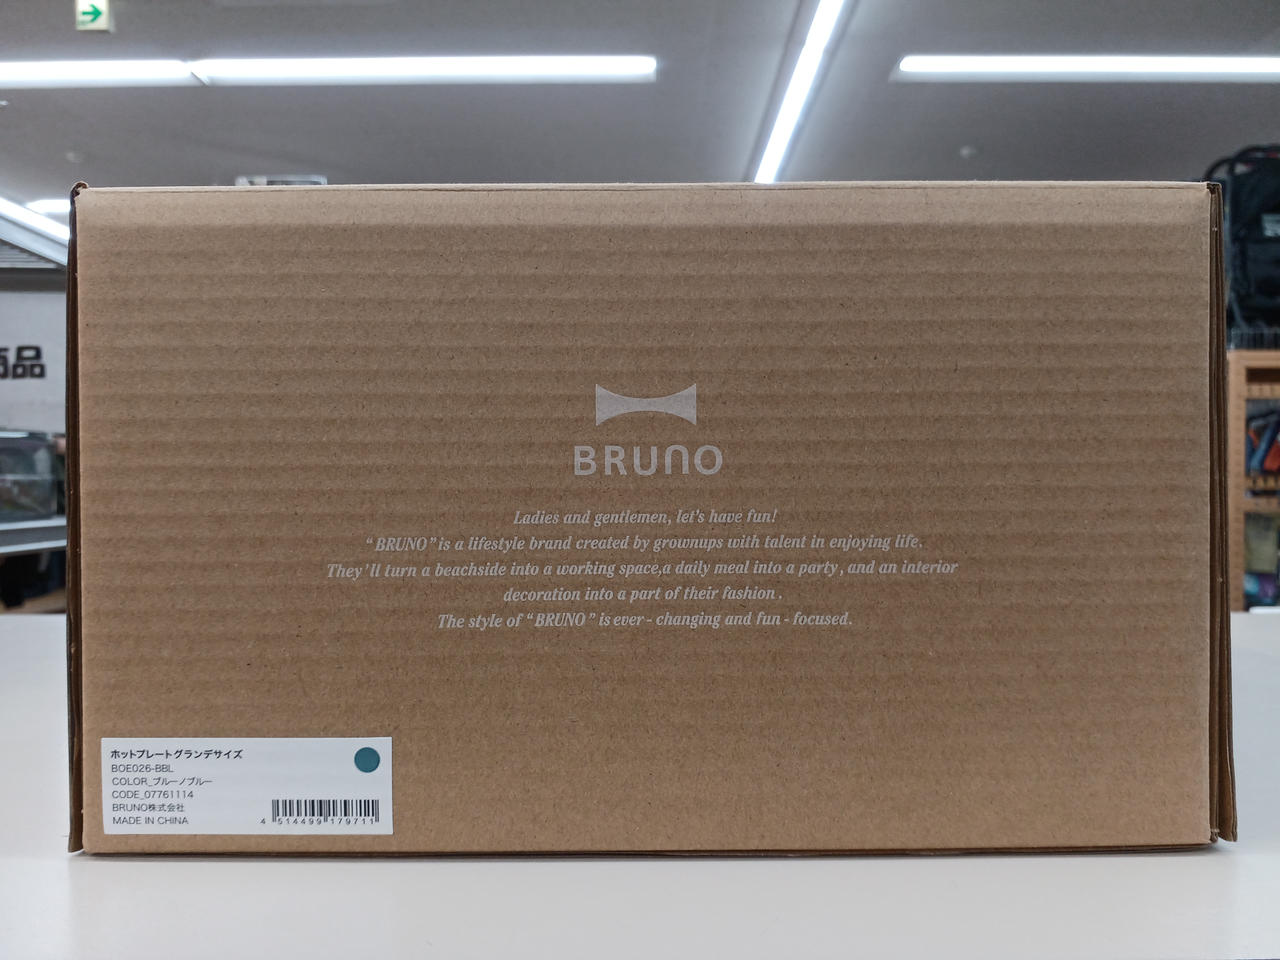 商品
BRUNO
Ladies and gentlemen, let's have fun!
“BRUNO” is a lifestyle brand created by grownups with talent in enjoying life.
They'll turn a beachside into a working space,a daily meal into a party, and an interior
decoration into a part of their fashion.
The style of “BRUNO” is ever-changing and fun-focused.
ホットプレートグランデサイズ
BOE026-BBL
COLOR_ブルーノブルー
CODE_07761114
BRUNO株式会社
MADE IN CHINA
4 514499 179711